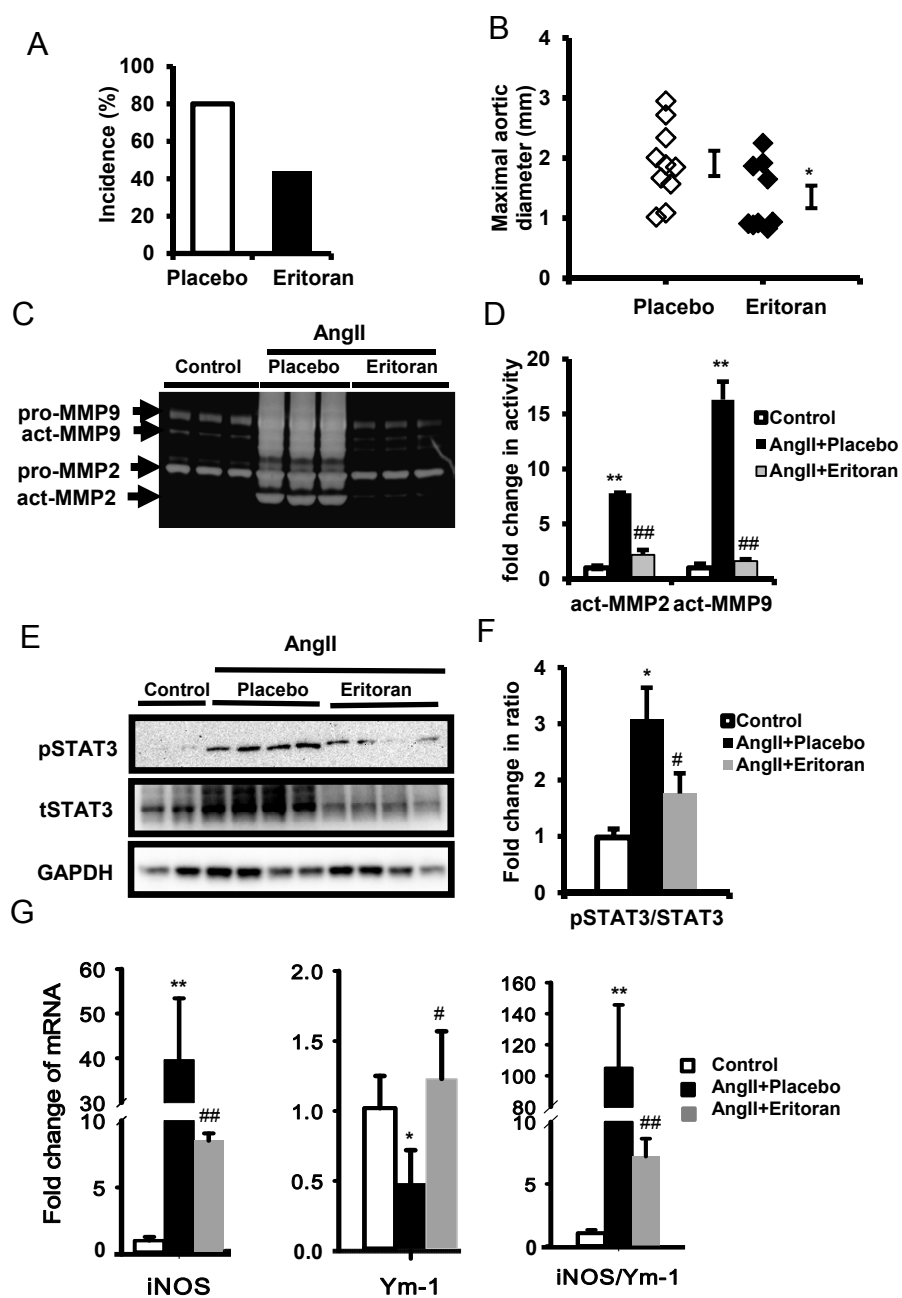 A
100
80
60
40
20
0
Incidence (%)
Placebo Eritoran
B
4
3
2
1
0
Maximal aortic
diameter (mm)
*
Placebo Eritoran
C
AngII
Control Placebo Eritoran
pro-MMP9
act-MMP9
pro-MMP2
act-MMP2
D
20
15
10
5
0
fold change in activity
**
##
**
##
act-MMP2 act-MMP9
Control
AngII+Placebo
AngII+Eritoran
E
AngII
Control Placebo Eritoran
pSTAT3
tSTAT3
GAPDH
F
4
3
2
1
0
Fold change in ratio
*
#
pSTAT3/STAT3
Control
AngII+Placebo
AngII+Eritoran
G
Fold change of mRNA
60
50
40
30
10
5
0
**
##
iNOS
2.0
1.5
1.0
0.5
0.0
*
#
Ym-1
160
140
120
100
80
10
5
0
**
##
iNOS/Ym-1
Control
AngII+Placebo
AngII+Eritoran